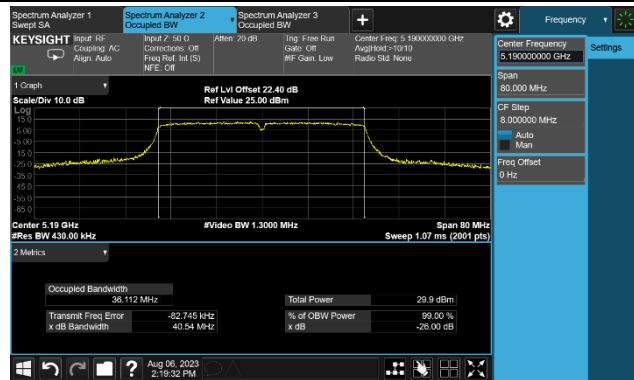 Spectrum Analyzer 1
Swept SA
Spectrum Analyzer 2
Occupied BW
Spectrum Analyzer 3
Occupied BW
Frequency
KEYSIGHT
Input: RF
Coupling: AC
Align: Auto
Input Z: 50 Ω
Corrections: Off
Freq Ref: Int (S)
NFE: Off
Atten: 20 dB
Trig: Free Run
Gate: Off
#IF Gain: Low
Center Freq: 5.190000000 GHz
Avg|Hold:>10/10
Radio Std: None
Center Frequency
5.190000000 GHz
Settings
Span
80.000 MHz
CF Step
8.000000 MHz
Auto
Man
Freq Offset
0 Hz
1 Graph
Scale/Div 10.0 dB
Ref Lvl Offset 22.40 dB
Ref Value 25.00 dBm
Log
15.0
5.00
-5.00
-15.0
-25.0
-35.0
-45.0
-55.0
-65.0
Center 5.19 GHz
#Res BW 430.00 kHz
#Video BW 1.3000 MHz
Span 80 MHz
Sweep 1.07 ms (2001 pts)
2 Metrics
Occupied Bandwidth
36.112 MHz
Total Power 29.9 dBm
Transmit Freq Error -82.745 kHz
% of OBW Power 99.00 %
x dB Bandwidth 40.54 MHz
x dB -26.00 dB
Aug 06, 2023
2:19:32 PM